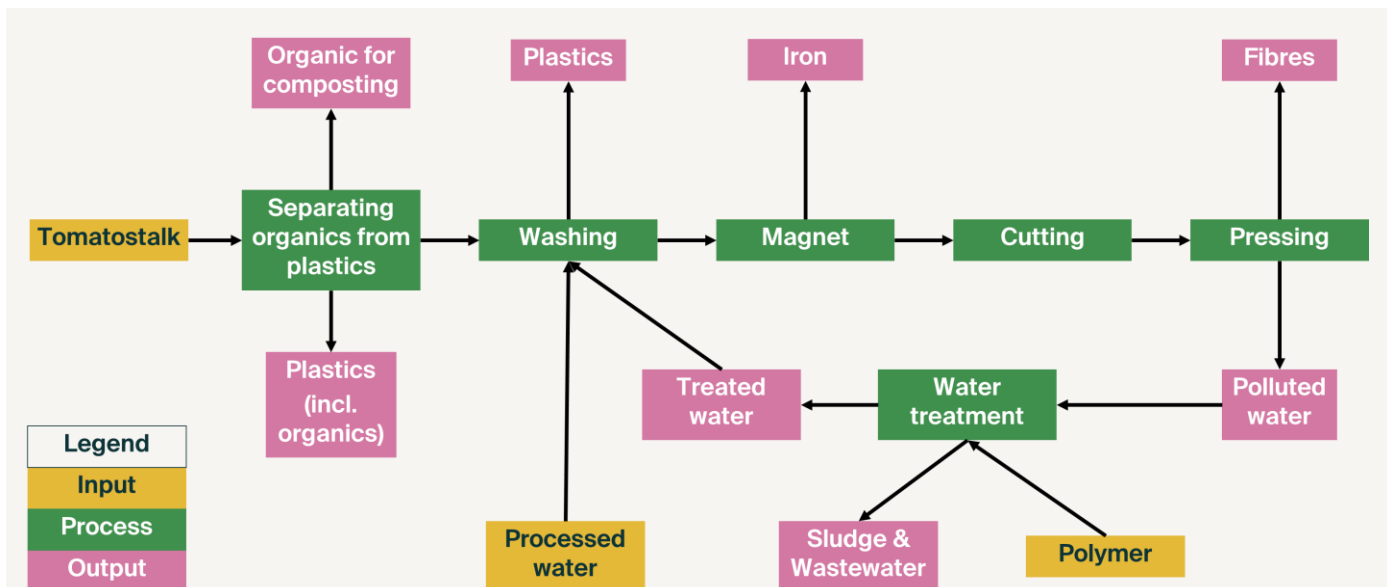 Organic for
composting
Plastics
Iron
Fibres
Tomatostalk
Separating
organics from
plastics
Washing
Magnet
Cutting
Pressing
Plastics
(incl.
organics)
Treated
water
Water
treatment
Polluted
water
Legend
Input
Process
Output
Processed
water
Sludge &
Wastewater
Polymer